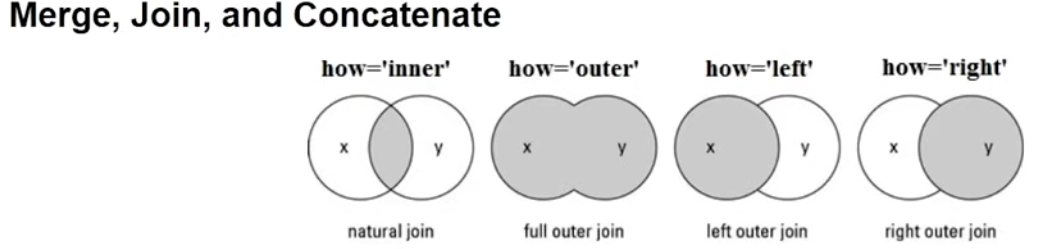 Merge, Join, and Concatenate
how='inner' how='outer' how='left' how='right'
x y x y x y x y
natural join full outer join left outer join right outer join